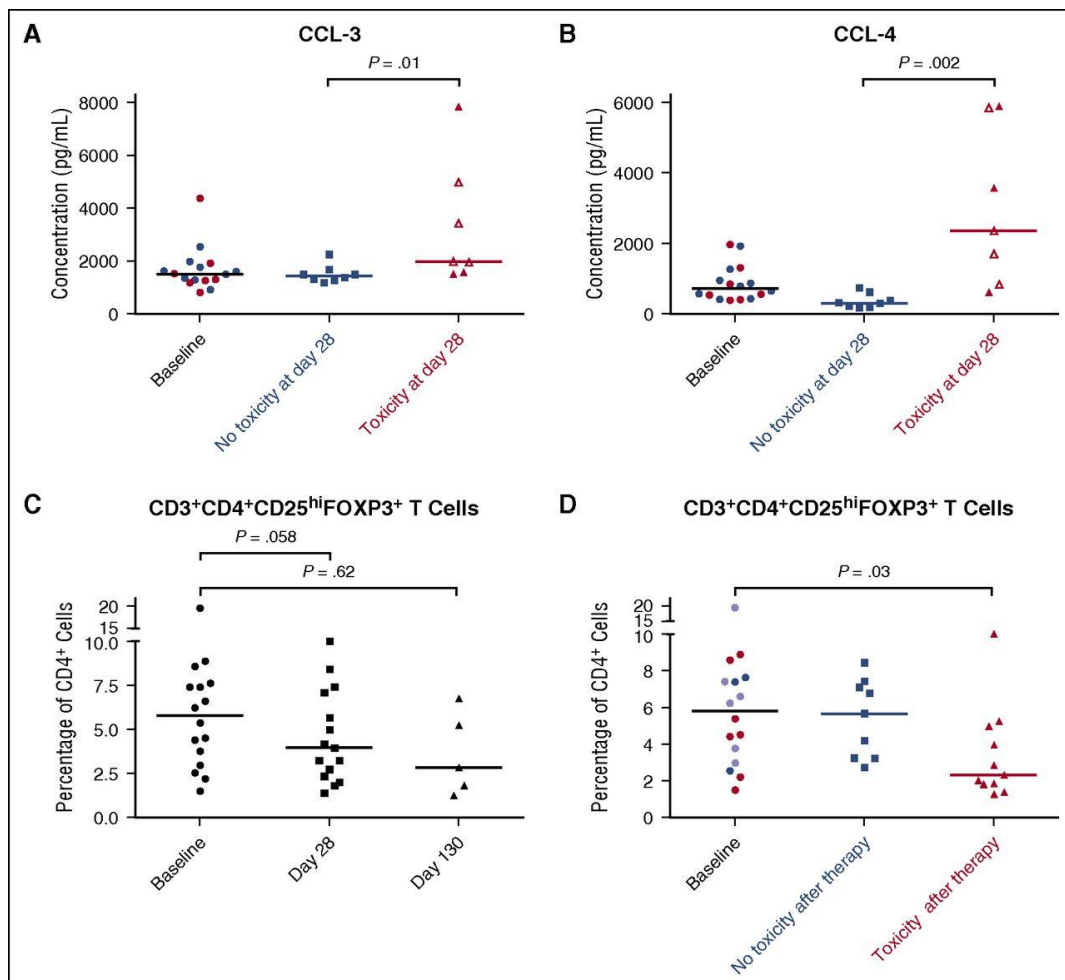 A
CCL-3
P = .01
Concentration (pg/mL)
8000
6000
4000
2000
0
Baseline
No toxicity at day 28
Toxicity at day 28
B
CCL-4
P = .002
Concentration (pg/mL)
6000
4000
2000
0
Baseline
No toxicity at day 28
Toxicity at day 28
C
CD3⁺CD4⁺CD25ʰⁱFOXP3⁺ T Cells
P = .058
P = .62
Percentage of CD4⁺ Cells
20
15
10.0
7.5
5.0
2.5
0.0
Baseline
Day 28
Day 130
D
CD3⁺CD4⁺CD25ʰⁱFOXP3⁺ T Cells
P = .03
Percentage of CD4⁺ Cells
20
15
10
8
6
4
2
0
Baseline
No toxicity after therapy
Toxicity after therapy